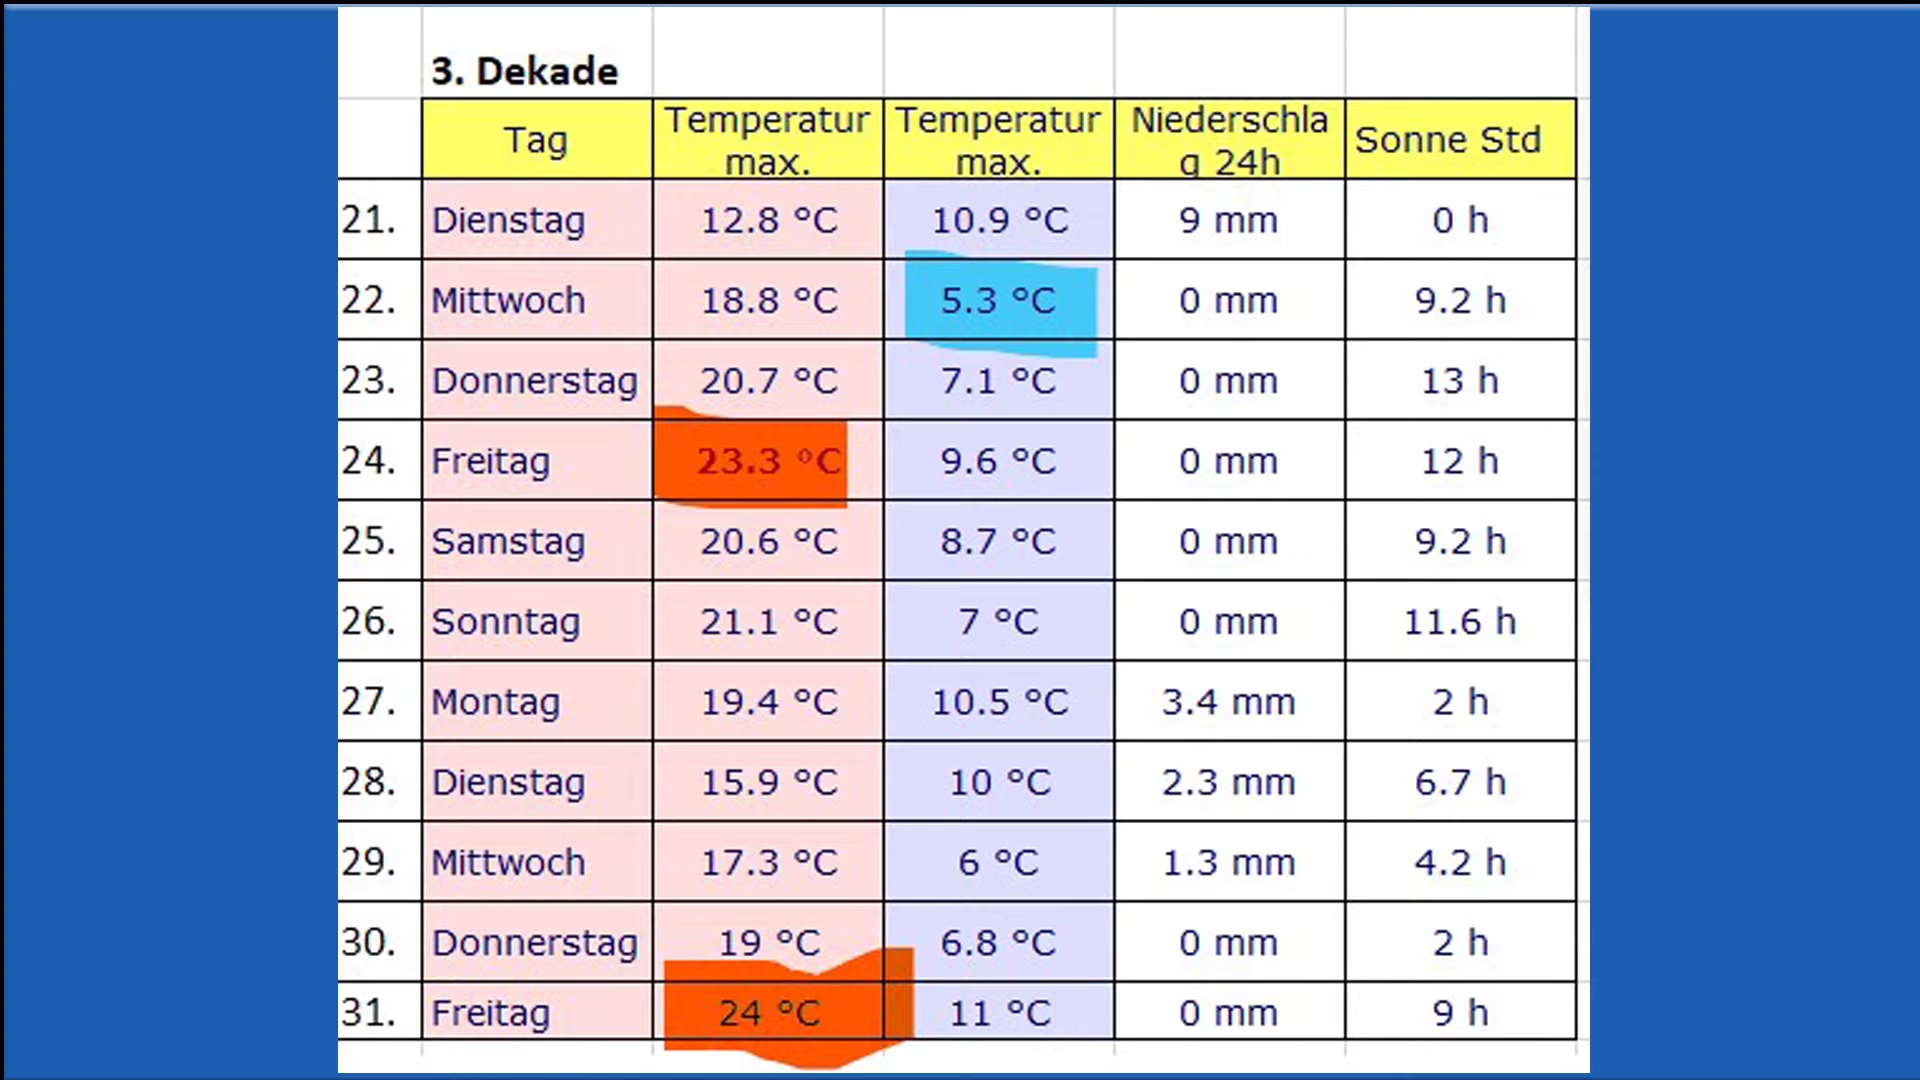 3. Dekade
Tag Temperatur max. Temperatur max. Niederschla g 24h Sonne Std
21. Dienstag 12.8 °C 10.9 °C 9 mm 0 h
22. Mittwoch 18.8 °C 5.3 °C 0 mm 9.2 h
23. Donnerstag 20.7 °C 7.1 °C 0 mm 13 h
24. Freitag 23.3 °C 9.6 °C 0 mm 12 h
25. Samstag 20.6 °C 8.7 °C 0 mm 9.2 h
26. Sonntag 21.1 °C 7 °C 0 mm 11.6 h
27. Montag 19.4 °C 10.5 °C 3.4 mm 2 h
28. Dienstag 15.9 °C 10 °C 2.3 mm 6.7 h
29. Mittwoch 17.3 °C 6 °C 1.3 mm 4.2 h
30. Donnerstag 19 °C 6.8 °C 0 mm 2 h
31. Freitag 24 °C 11 °C 0 mm 9 h